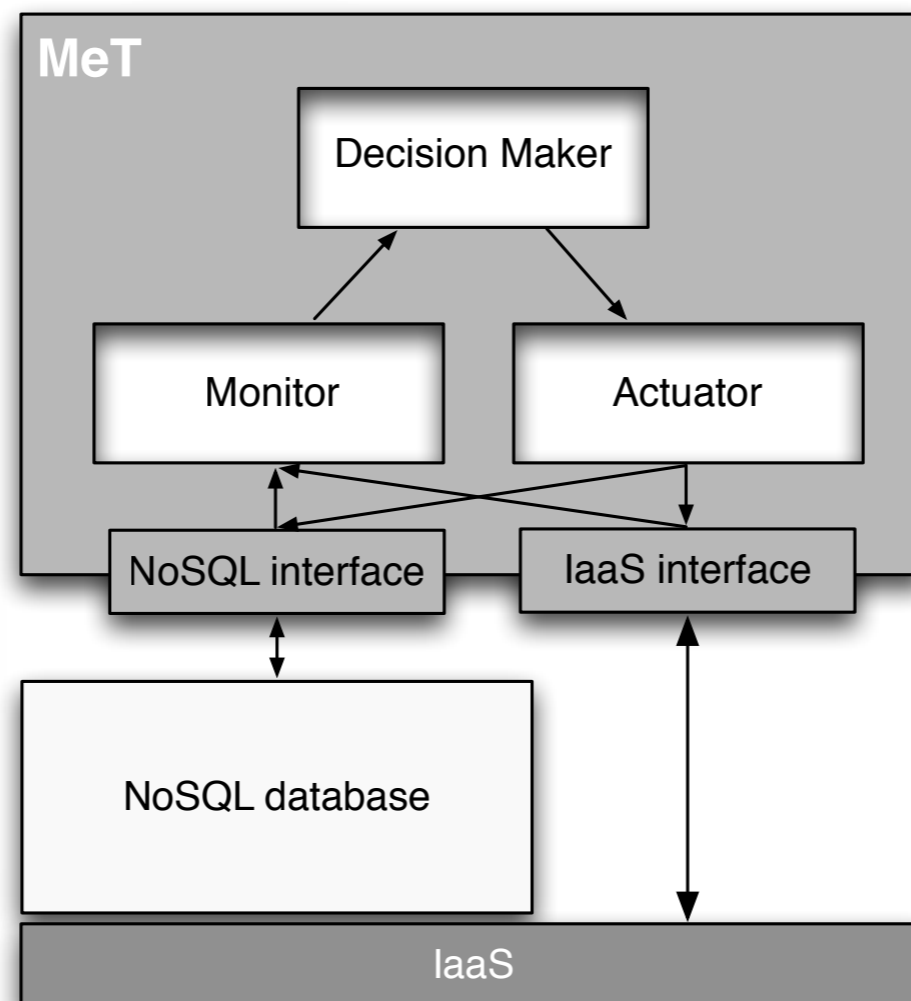 MeT
Decision Maker
Monitor
Actuator
NoSQL interface
IaaS interface
NoSQL database
IaaS